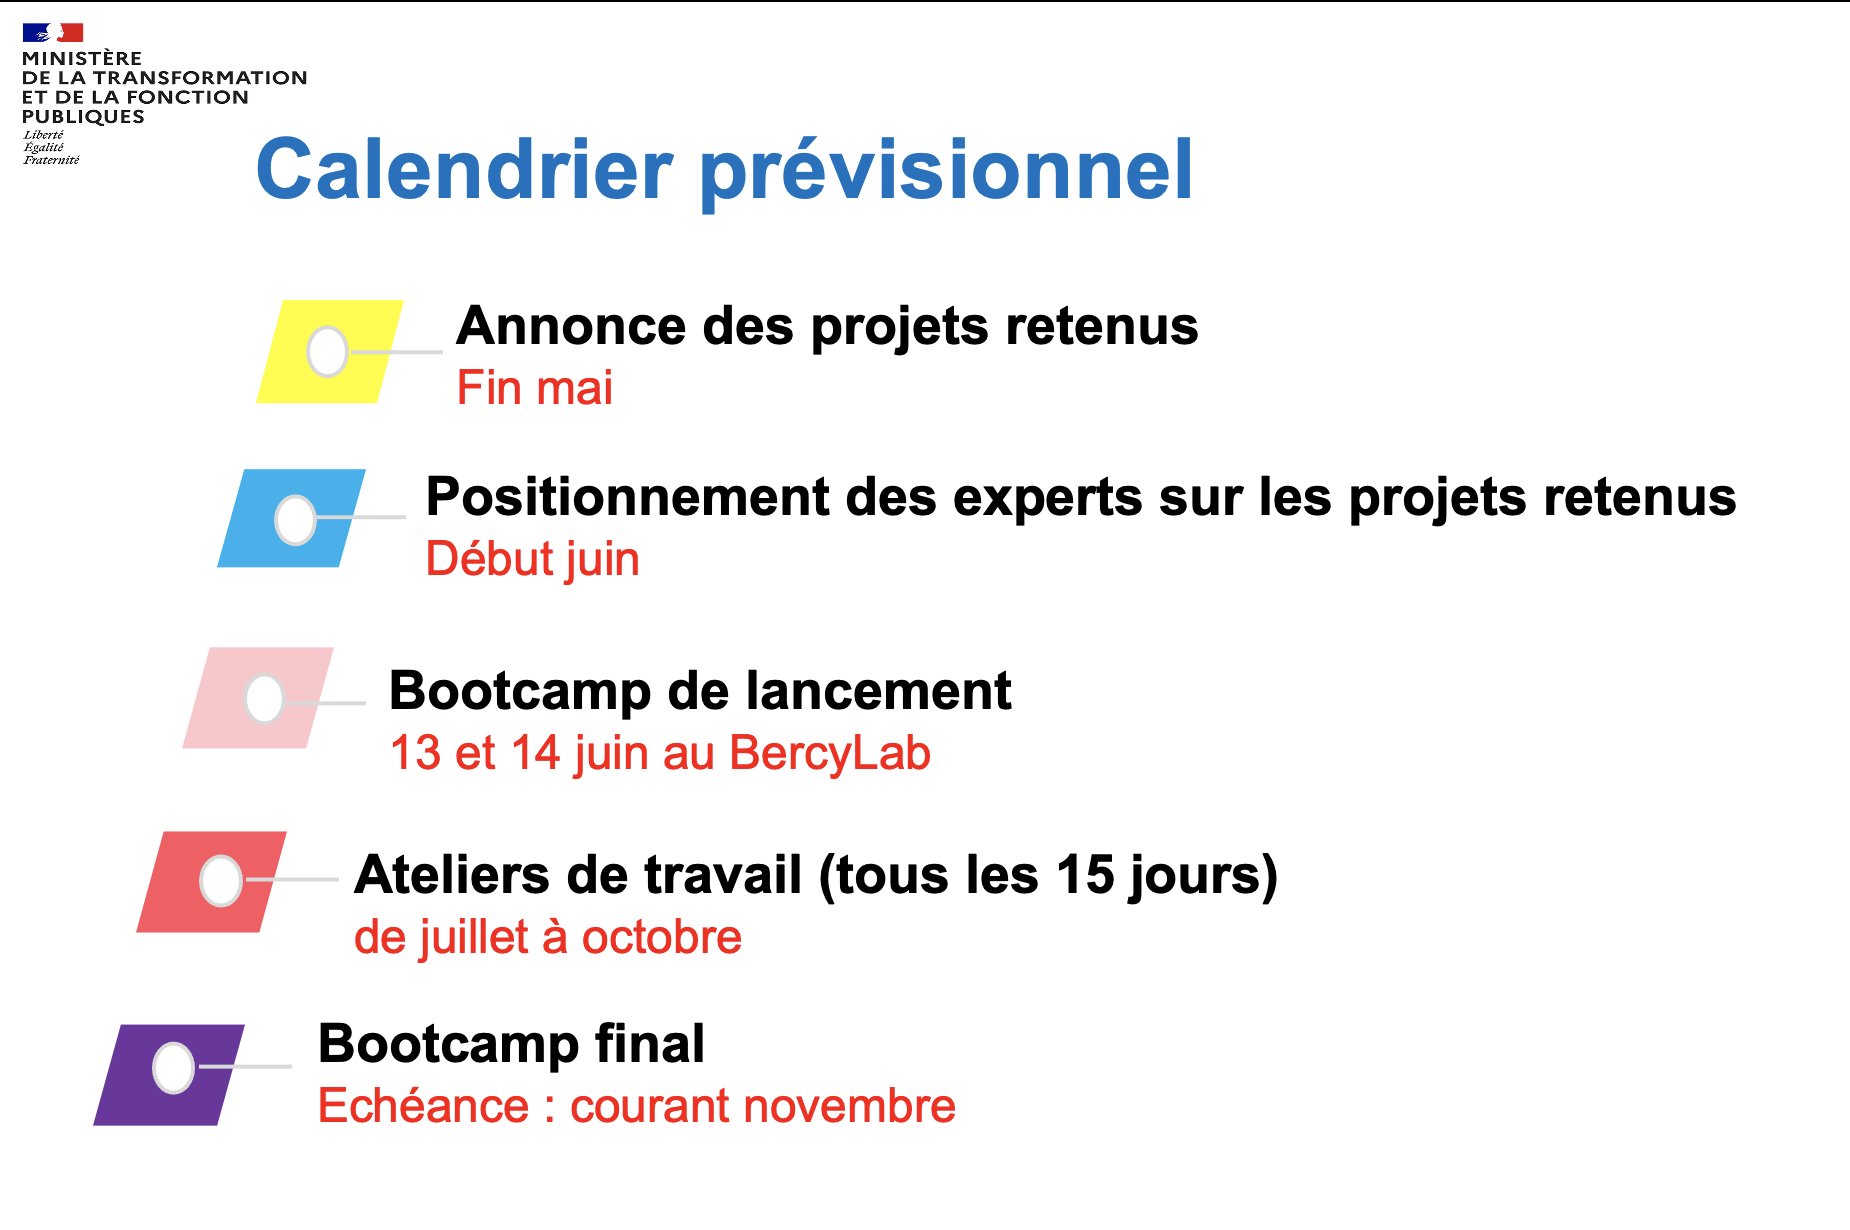 MINISTÈRE
DE LA TRANSFORMATION
ET DE LA FONCTION
PUBLIQUES
Liberté
Égalité
Fraternité
Calendrier prévisionnel
Annonce des projets retenus
Fin mai
Positionnement des experts sur les projets retenus
Début juin
Bootcamp de lancement
13 et 14 juin au BercyLab
Ateliers de travail (tous les 15 jours)
de juillet à octobre
Bootcamp final
Echéance : courant novembre